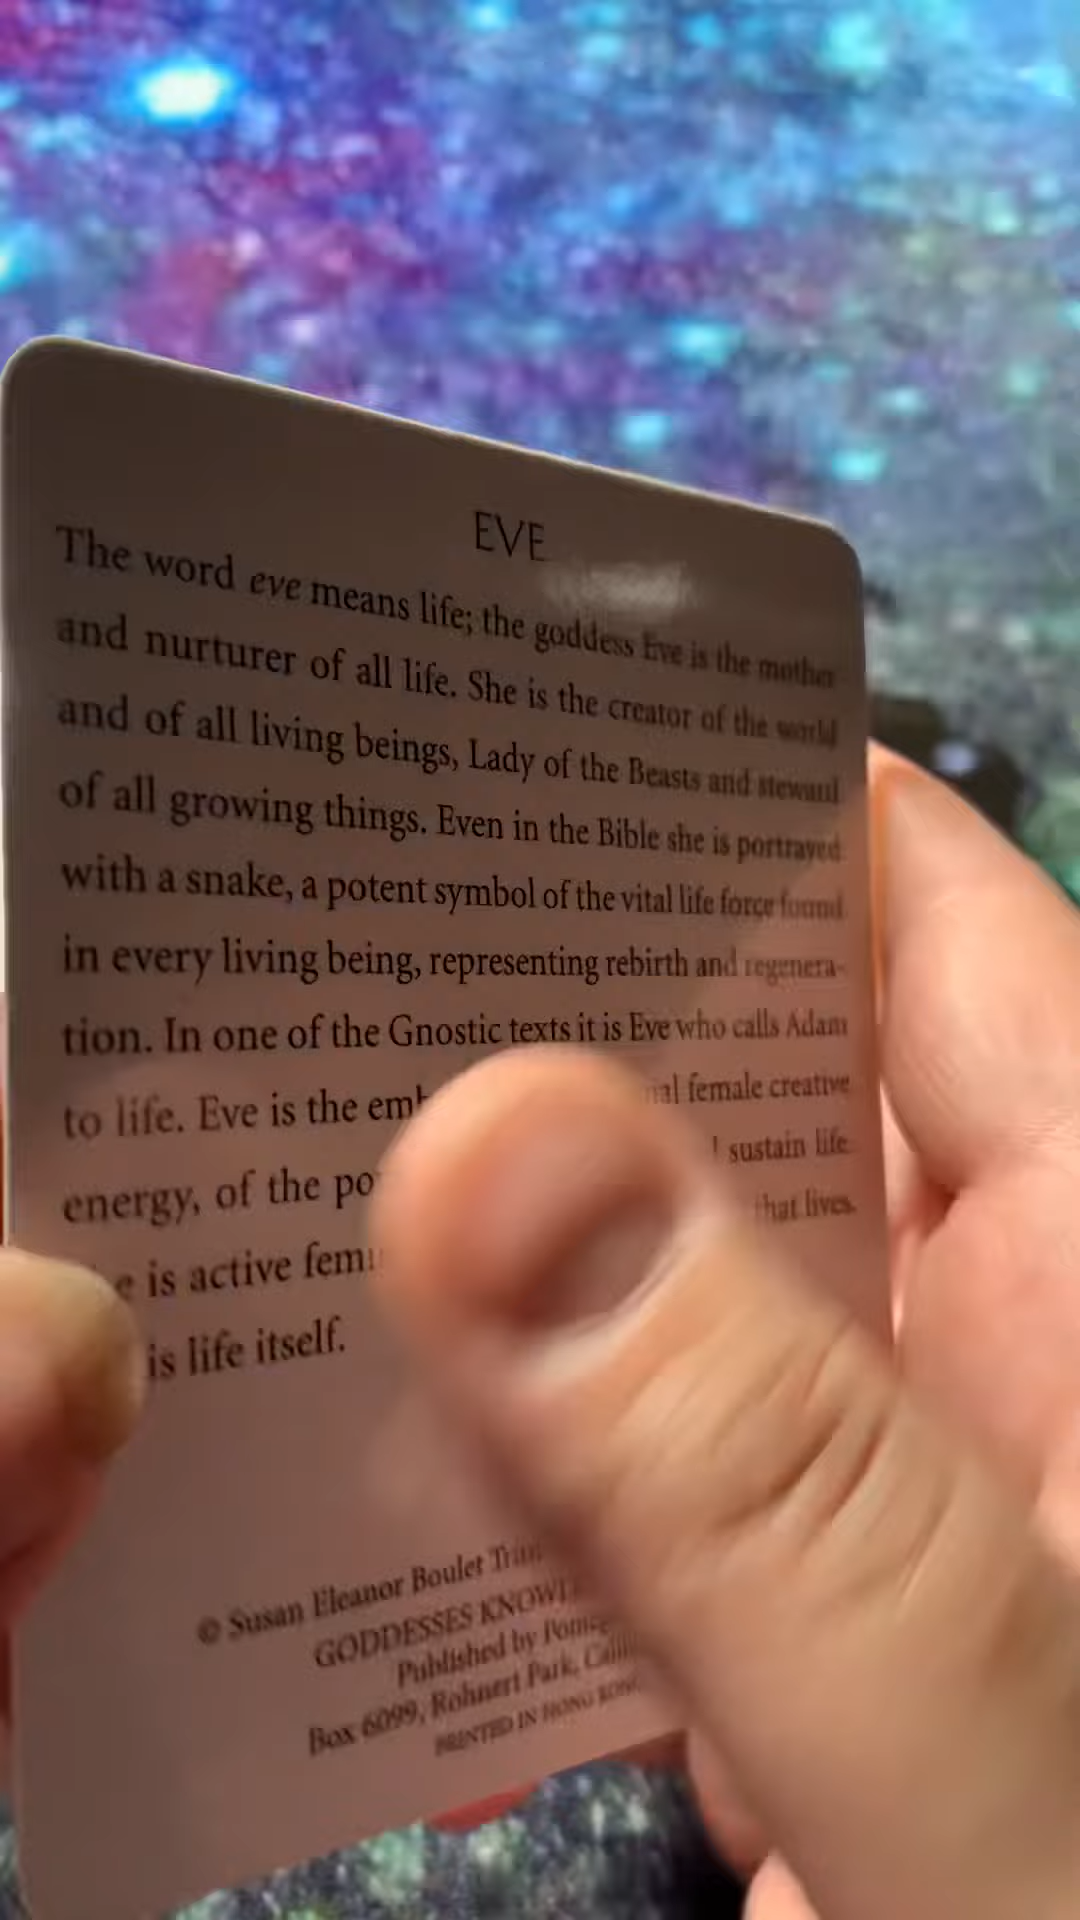 EVE
The word eve means life; the goddess Eve is the mother
and nurturer of all life. She is the creator of the world
and of all living beings, Lady of the Beasts and steward
of all growing things. Even in the Bible she is portrayed
with a snake, a potent symbol of the vital life force found
in every living being, representing rebirth and regenera-
tion. In one of the Gnostic texts it is Eve who calls Adam
to life. Eve is the female creative
energy, of the sustain life
is active that lives.
is life itself.
© Susan Eleanor Boulet
GODDESSES
Published by
Box 6099, Rohnert Park,
PRINTED IN HONG KONG